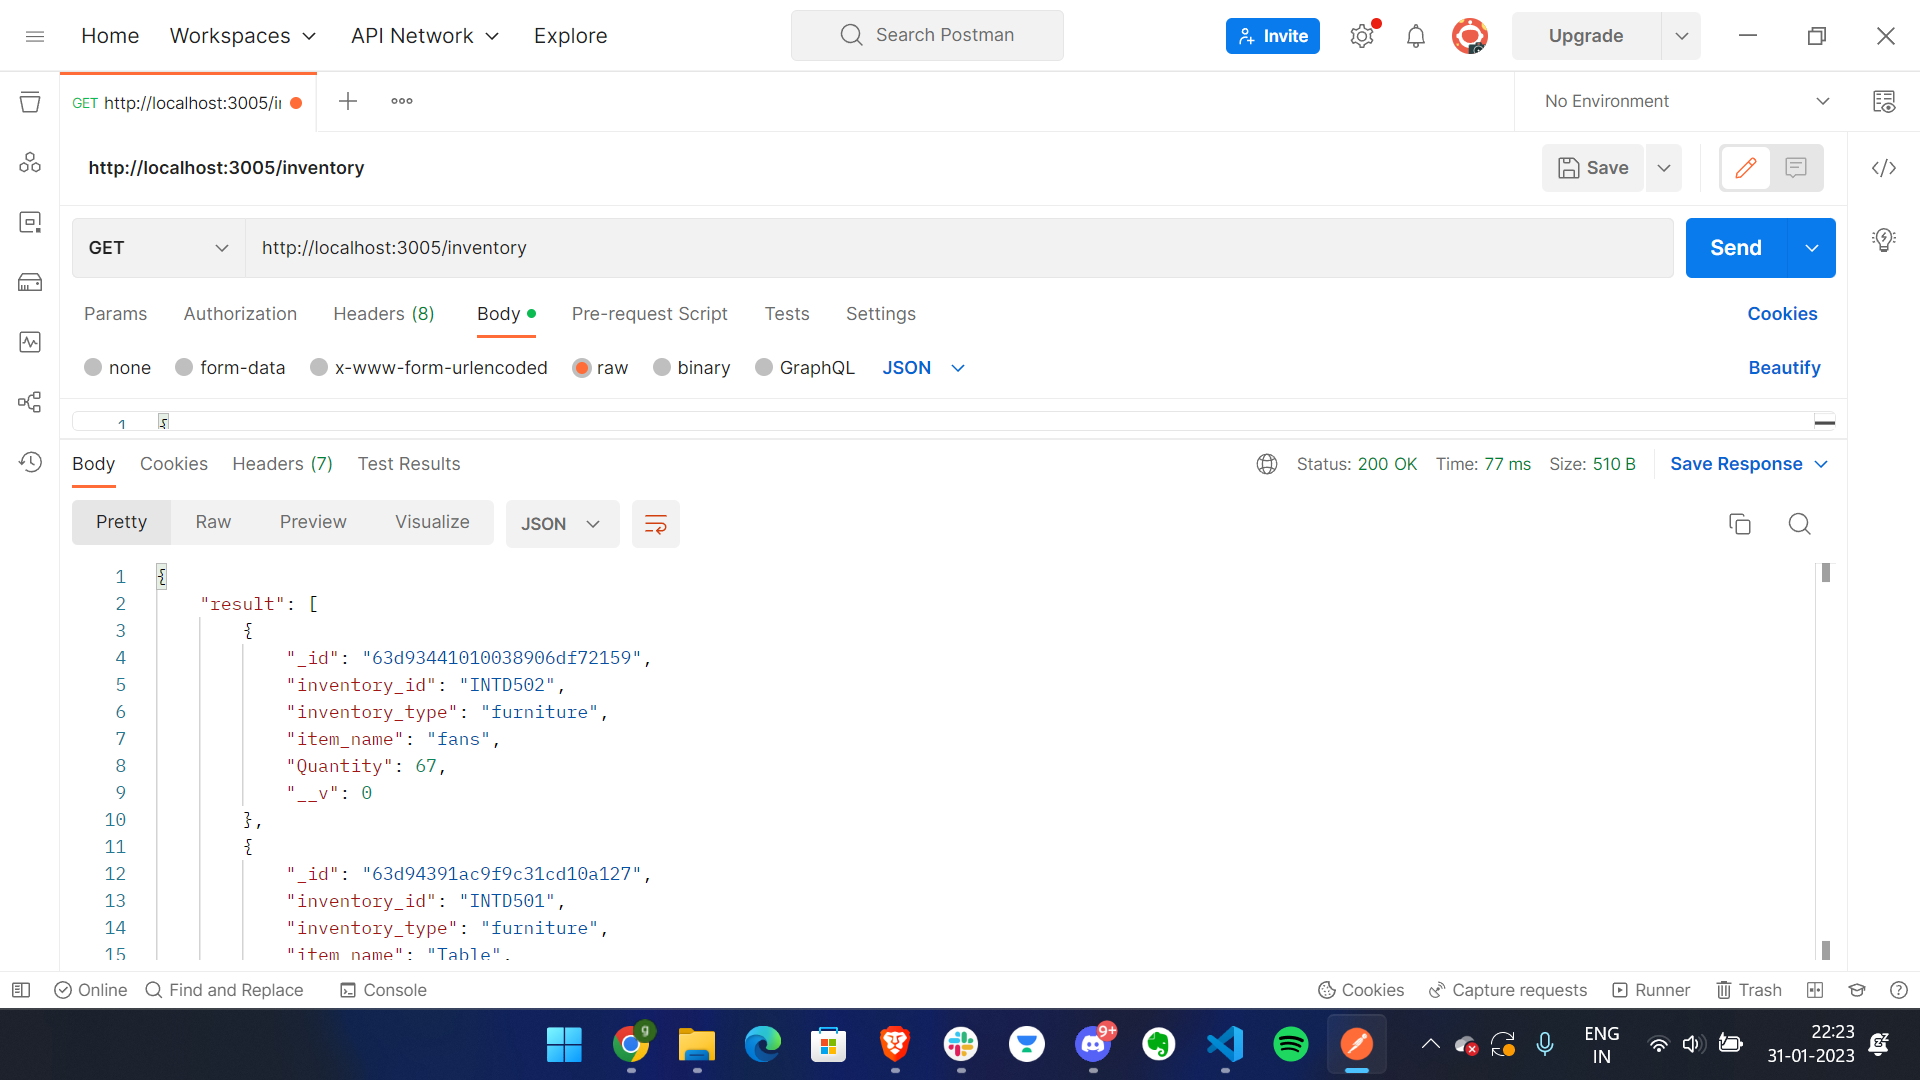 Home Workspaces API Network Explore Search Postman Invite Upgrade
GET http://localhost:3005/i No Environment
http://localhost:3005/inventory Save
GET http://localhost:3005/inventory Send
Params Authorization Headers (8) Body Pre-request Script Tests Settings Cookies
none form-data x-www-form-urlencoded raw binary GraphQL JSON Beautify
1 {
Body Cookies Headers (7) Test Results Status: 200 OK Time: 77 ms Size: 510 B Save Response
Pretty Raw Preview Visualize JSON
1 {
2 "result": [
3 {
4 "_id": "63d93441010038906df72159",
5 "inventory_id": "INTD502",
6 "inventory_type": "furniture",
7 "item_name": "fans",
8 "Quantity": 67,
9 "__v": 0
10 },
11 {
12 "_id": "63d94391ac9f9c31cd10a127",
13 "inventory_id": "INTD501",
14 "inventory_type": "furniture",
15 "item_name": "Table",
Online Find and Replace Console Cookies Capture requests Runner Trash
g 9+ ENG 22:23
IN 31-01-2023